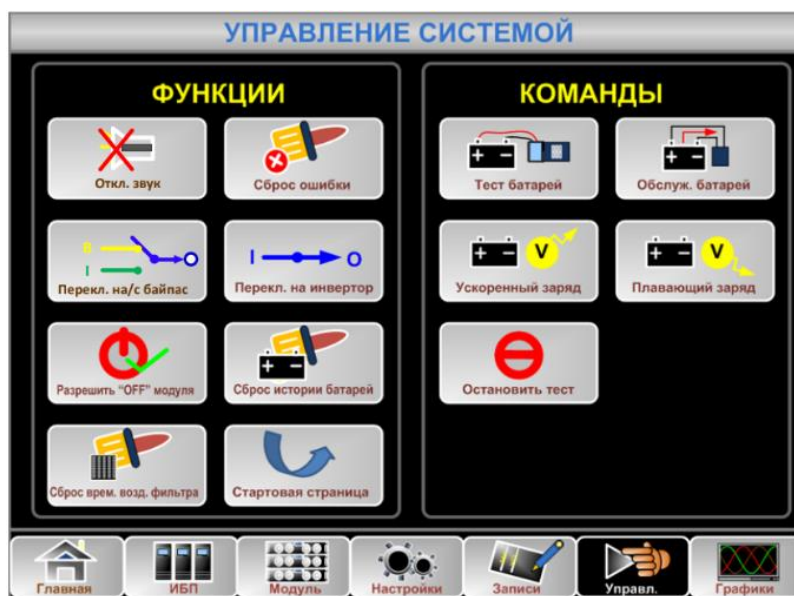 УПРАВЛЕНИЕ СИСТЕМОЙ
ФУНКЦИИ
Откл. звук
Сброс ошибки
B
I
Перекл. на/с байпас
I O
Перекл. на инвертор
Разрешить “OFF” модуля
+ -
Сброс истории батарей
Сброс врем. возд. фильтра
Стартовая страница
КОМАНДЫ
+ -
Тест батарей
+ -
Обслуж. батарей
+ - V
Ускоренный заряд
+ - V
Плавающий заряд
Остановить тест
Главная
ИБП
Модуль
Настройки
Записи
Управл.
Графики